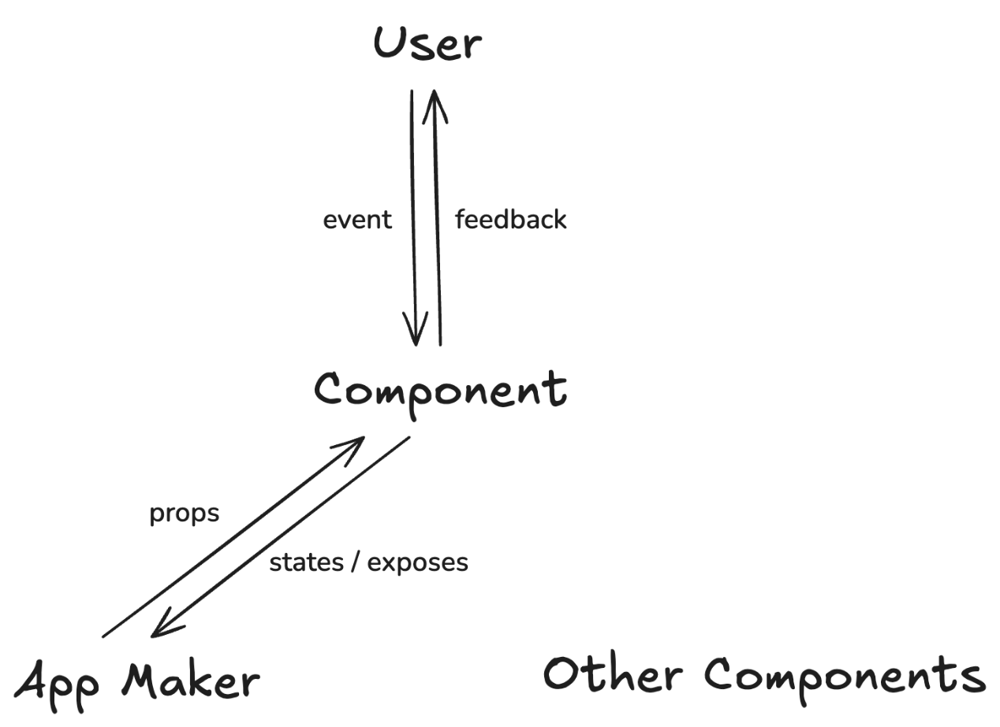 User
event
feedback
Component
props
states / exposes
App Maker
Other Components